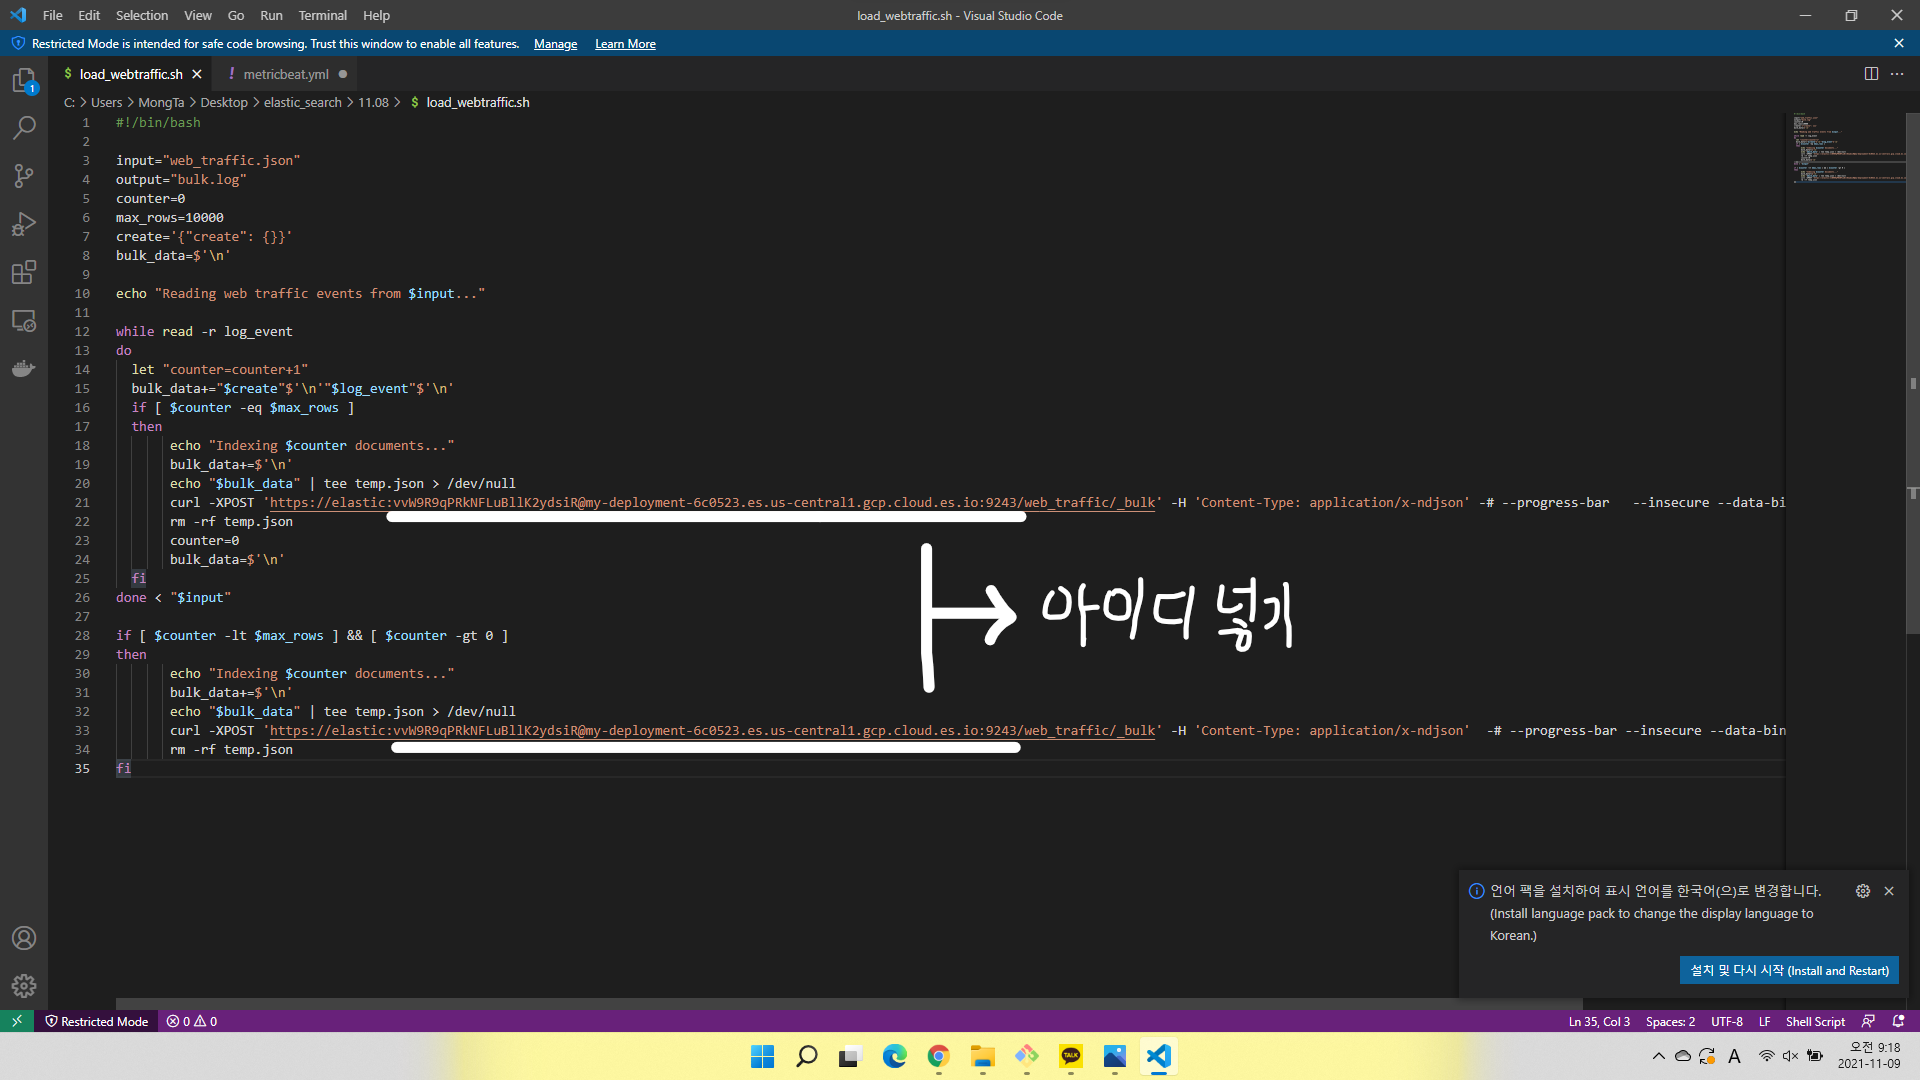 File Edit Selection View Go Run Terminal Help
load_webtraffic.sh - Visual Studio Code
Restricted Mode is intended for safe code browsing. Trust this window to enable all features. Manage Learn More
$ load_webtraffic.sh ! metricbeat.yml
C: > Users > MongTa > Desktop > elastic_search > 11.08 > $ load_webtraffic.sh
1 #!/bin/bash
2
3 input="web_traffic.json"
4 output="bulk.log"
5 counter=0
6 max_rows=10000
7 create='{"create": {}}'
8 bulk_data=$'\n'
9
10 echo "Reading web traffic events from $input..."
11
12 while read -r log_event
13 do
14 let "counter=counter+1"
15 bulk_data+="$create"$'\n'"$log_event"$'\n'
16 if [ $counter -eq $max_rows ]
17 then
18 echo "Indexing $counter documents..."
19 bulk_data+=$'\n'
20 echo "$bulk_data" | tee temp.json > /dev/null
21 curl -XPOST 'https://elastic:vvW9R9qPRkNFLuBllK2ydsiR@my-deployment-6c0523.es.us-central1.gcp.cloud.es.io:9243/web_traffic/_bulk' -H 'Content-Type: application/x-ndjson' -# --progress-bar --insecure --data-bi
22 rm -rf temp.json
23 counter=0
24 bulk_data=$'\n'
25 fi
26 done < "$input"
27
28 if [ $counter -lt $max_rows ] && [ $counter -gt 0 ]
29 then
30 echo "Indexing $counter documents..."
31 bulk_data+=$'\n'
32 echo "$bulk_data" | tee temp.json > /dev/null
33 curl -XPOST 'https://elastic:vvW9R9qPRkNFLuBllK2ydsiR@my-deployment-6c0523.es.us-central1.gcp.cloud.es.io:9243/web_traffic/_bulk' -H 'Content-Type: application/x-ndjson' -# --progress-bar --insecure --data-bin
34 rm -rf temp.json
35 fi
아이디 넣기
언어 팩을 설치하여 표시 언어를 한국어(으)로 변경합니다.
(Install language pack to change the display language to
Korean.)
설치 및 다시 시작 (Install and Restart)
Restricted Mode 0 0
Ln 35, Col 3 Spaces: 2 UTF-8 LF Shell Script
TALK
A
오전 9:18
2021-11-09